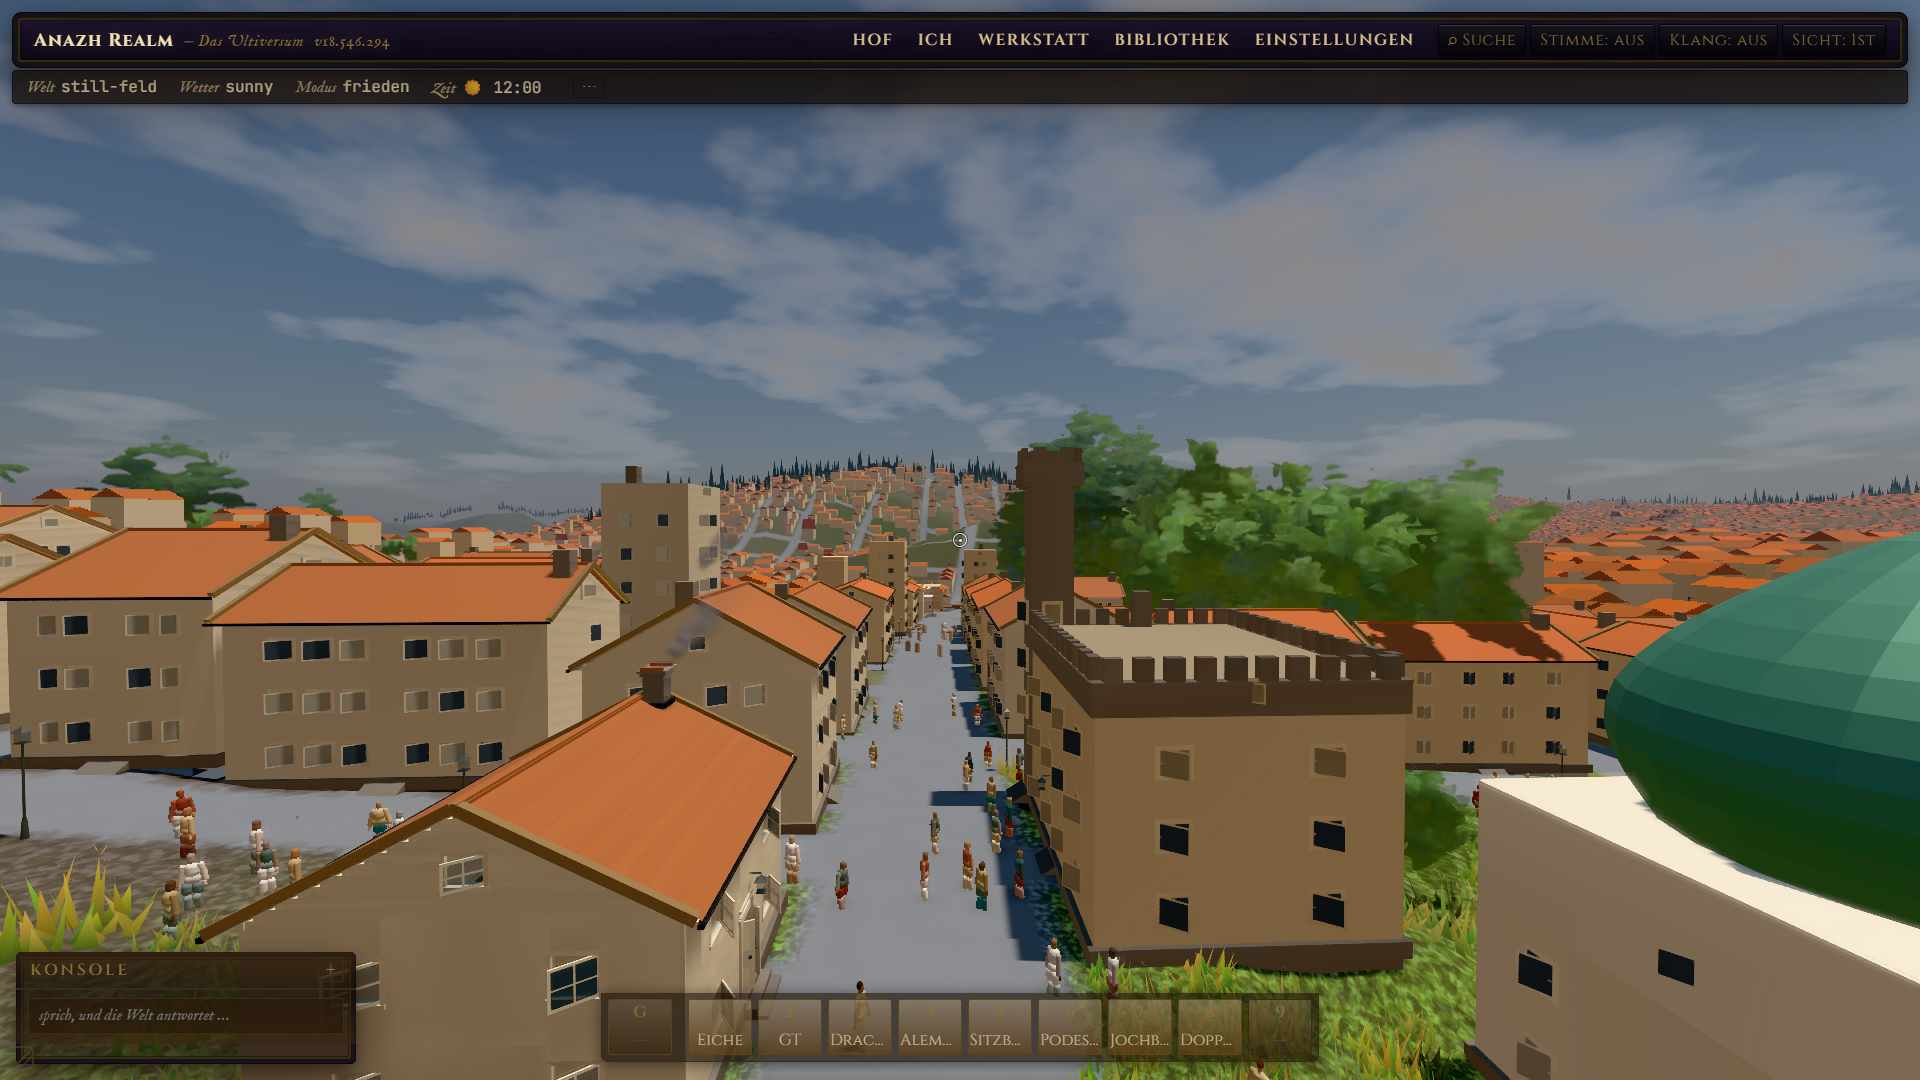 Anazh Realm — Das Ultiversum v18.546.294
HOF ICH WERKSTATT BIBLIOTHEK EINSTELLUNGEN ⌕ SUCHE STIMME: AUS KLANG: AUS SICHT: IST
Welt still-feld Wetter sunny Modus frieden Zeit 12:00 ...
KONSOLE +
sprich, und die Welt antwortet ...
G 9
— EICHE GT DRAC... ALEM... SITZB... PODES... JOCHB... DOPP... —